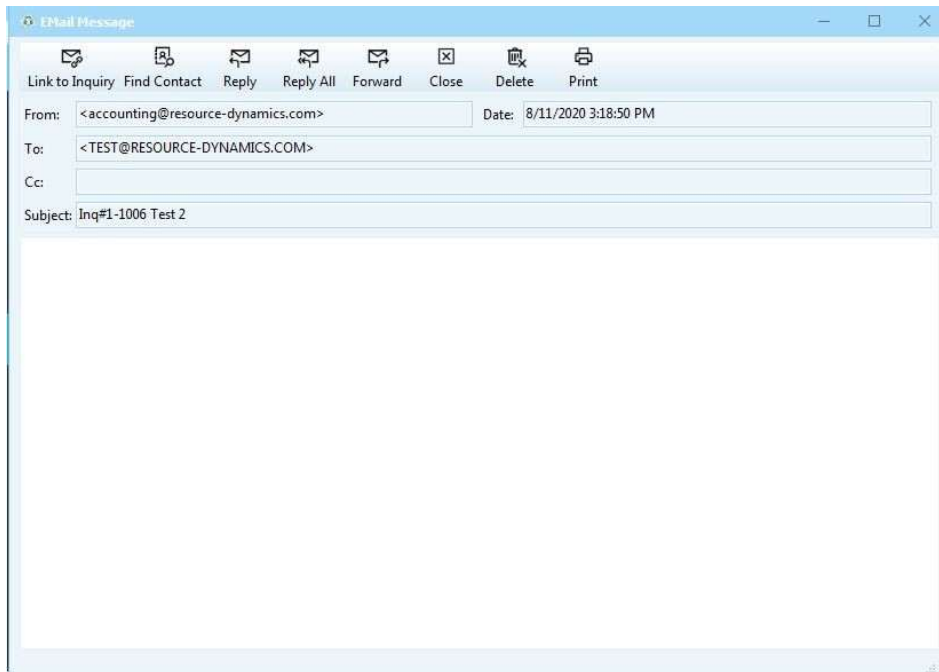 EMail Message
Link to Inquiry Find Contact Reply Reply All Forward Close Delete Print
From: <accounting@resource-dynamics.com> Date: 8/11/2020 3:18:50 PM
To: <TEST@RESOURCE-DYNAMICS.COM>
Cc:
Subject: Inq#1-1006 Test 2